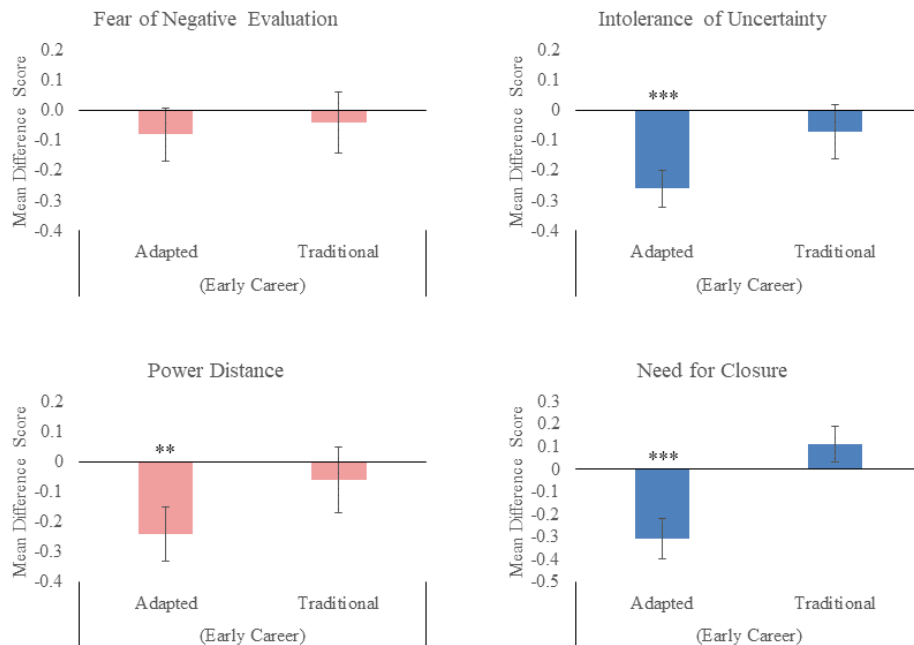 Fear of Negative Evaluation
Mean Difference Score
0.2
0.1
0
-0.1
-0.2
-0.3
-0.4
Adapted Traditional
(Early Career)
Intolerance of Uncertainty
Mean Difference Score
0.2
0.1
0
-0.1
-0.2
-0.3
-0.4
***
Adapted Traditional
(Early Career)
Power Distance
Mean Difference Score
0.2
0.1
0
-0.1
-0.2
-0.3
-0.4
**
Adapted Traditional
(Early Career)
Need for Closure
Mean Difference Score
0.3
0.2
0.1
0
-0.1
-0.2
-0.3
-0.4
-0.5
***
Adapted Traditional
(Early Career)